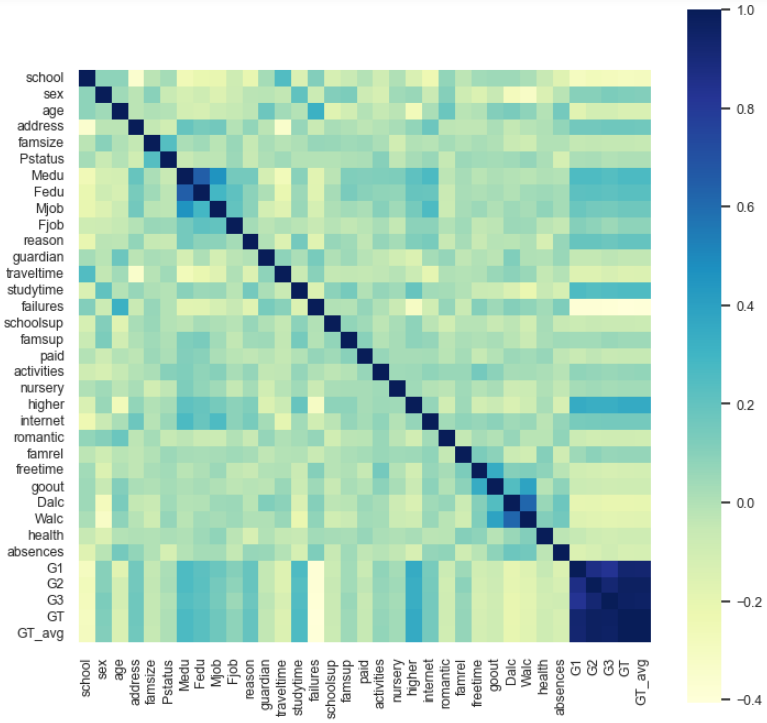 school
sex
age
address
famsize
Pstatus
Medu
Fedu
Mjob
Fjob
reason
guardian
traveltime
studytime
failures
schoolsup
famsup
paid
activities
nursery
higher
internet
romantic
famrel
freetime
goout
Dalc
Walc
health
absences
G1
G2
G3
GT
GT_avg
school
sex
age
address
famsize
Pstatus
Medu
Fedu
Mjob
Fjob
reason
guardian
traveltime
studytime
failures
schoolsup
famsup
paid
activities
nursery
higher
internet
romantic
famrel
freetime
goout
Dalc
Walc
health
absences
G1
G2
G3
GT
GT_avg
1.0
0.8
0.6
0.4
0.2
0.0
−0.2
−0.4